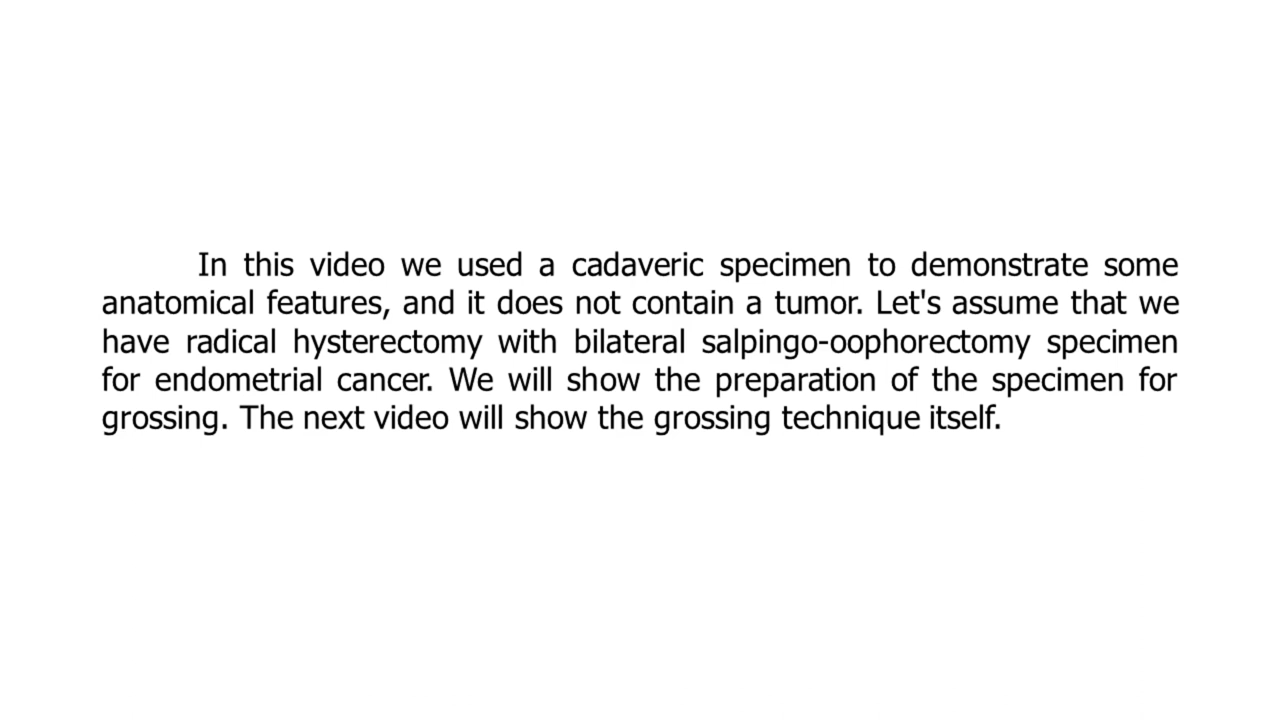 In this video we used a cadaveric specimen to demonstrate some
anatomical features, and it does not contain a tumor. Let's assume that we
have radical hysterectomy with bilateral salpingo-oophorectomy specimen
for endometrial cancer. We will show the preparation of the specimen for
grossing. The next video will show the grossing technique itself.